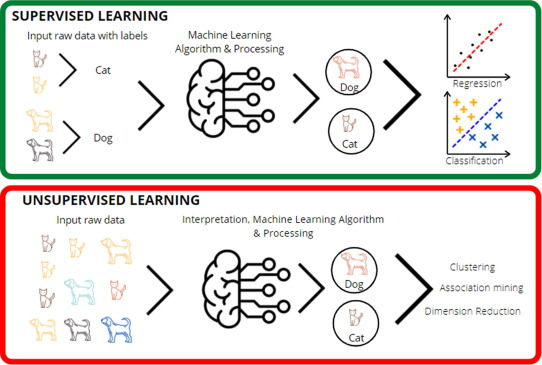 SUPERVISED LEARNING
Input raw data with labels
Cat
Dog
Machine Learning
Algorithm & Processing
Dog
Cat
Regression
Classification
UNSUPERVISED LEARNING
Input raw data
Interpretation, Machine Learning Algorithm
& Processing
Dog
Cat
Clustering
Association mining
Dimension Reduction